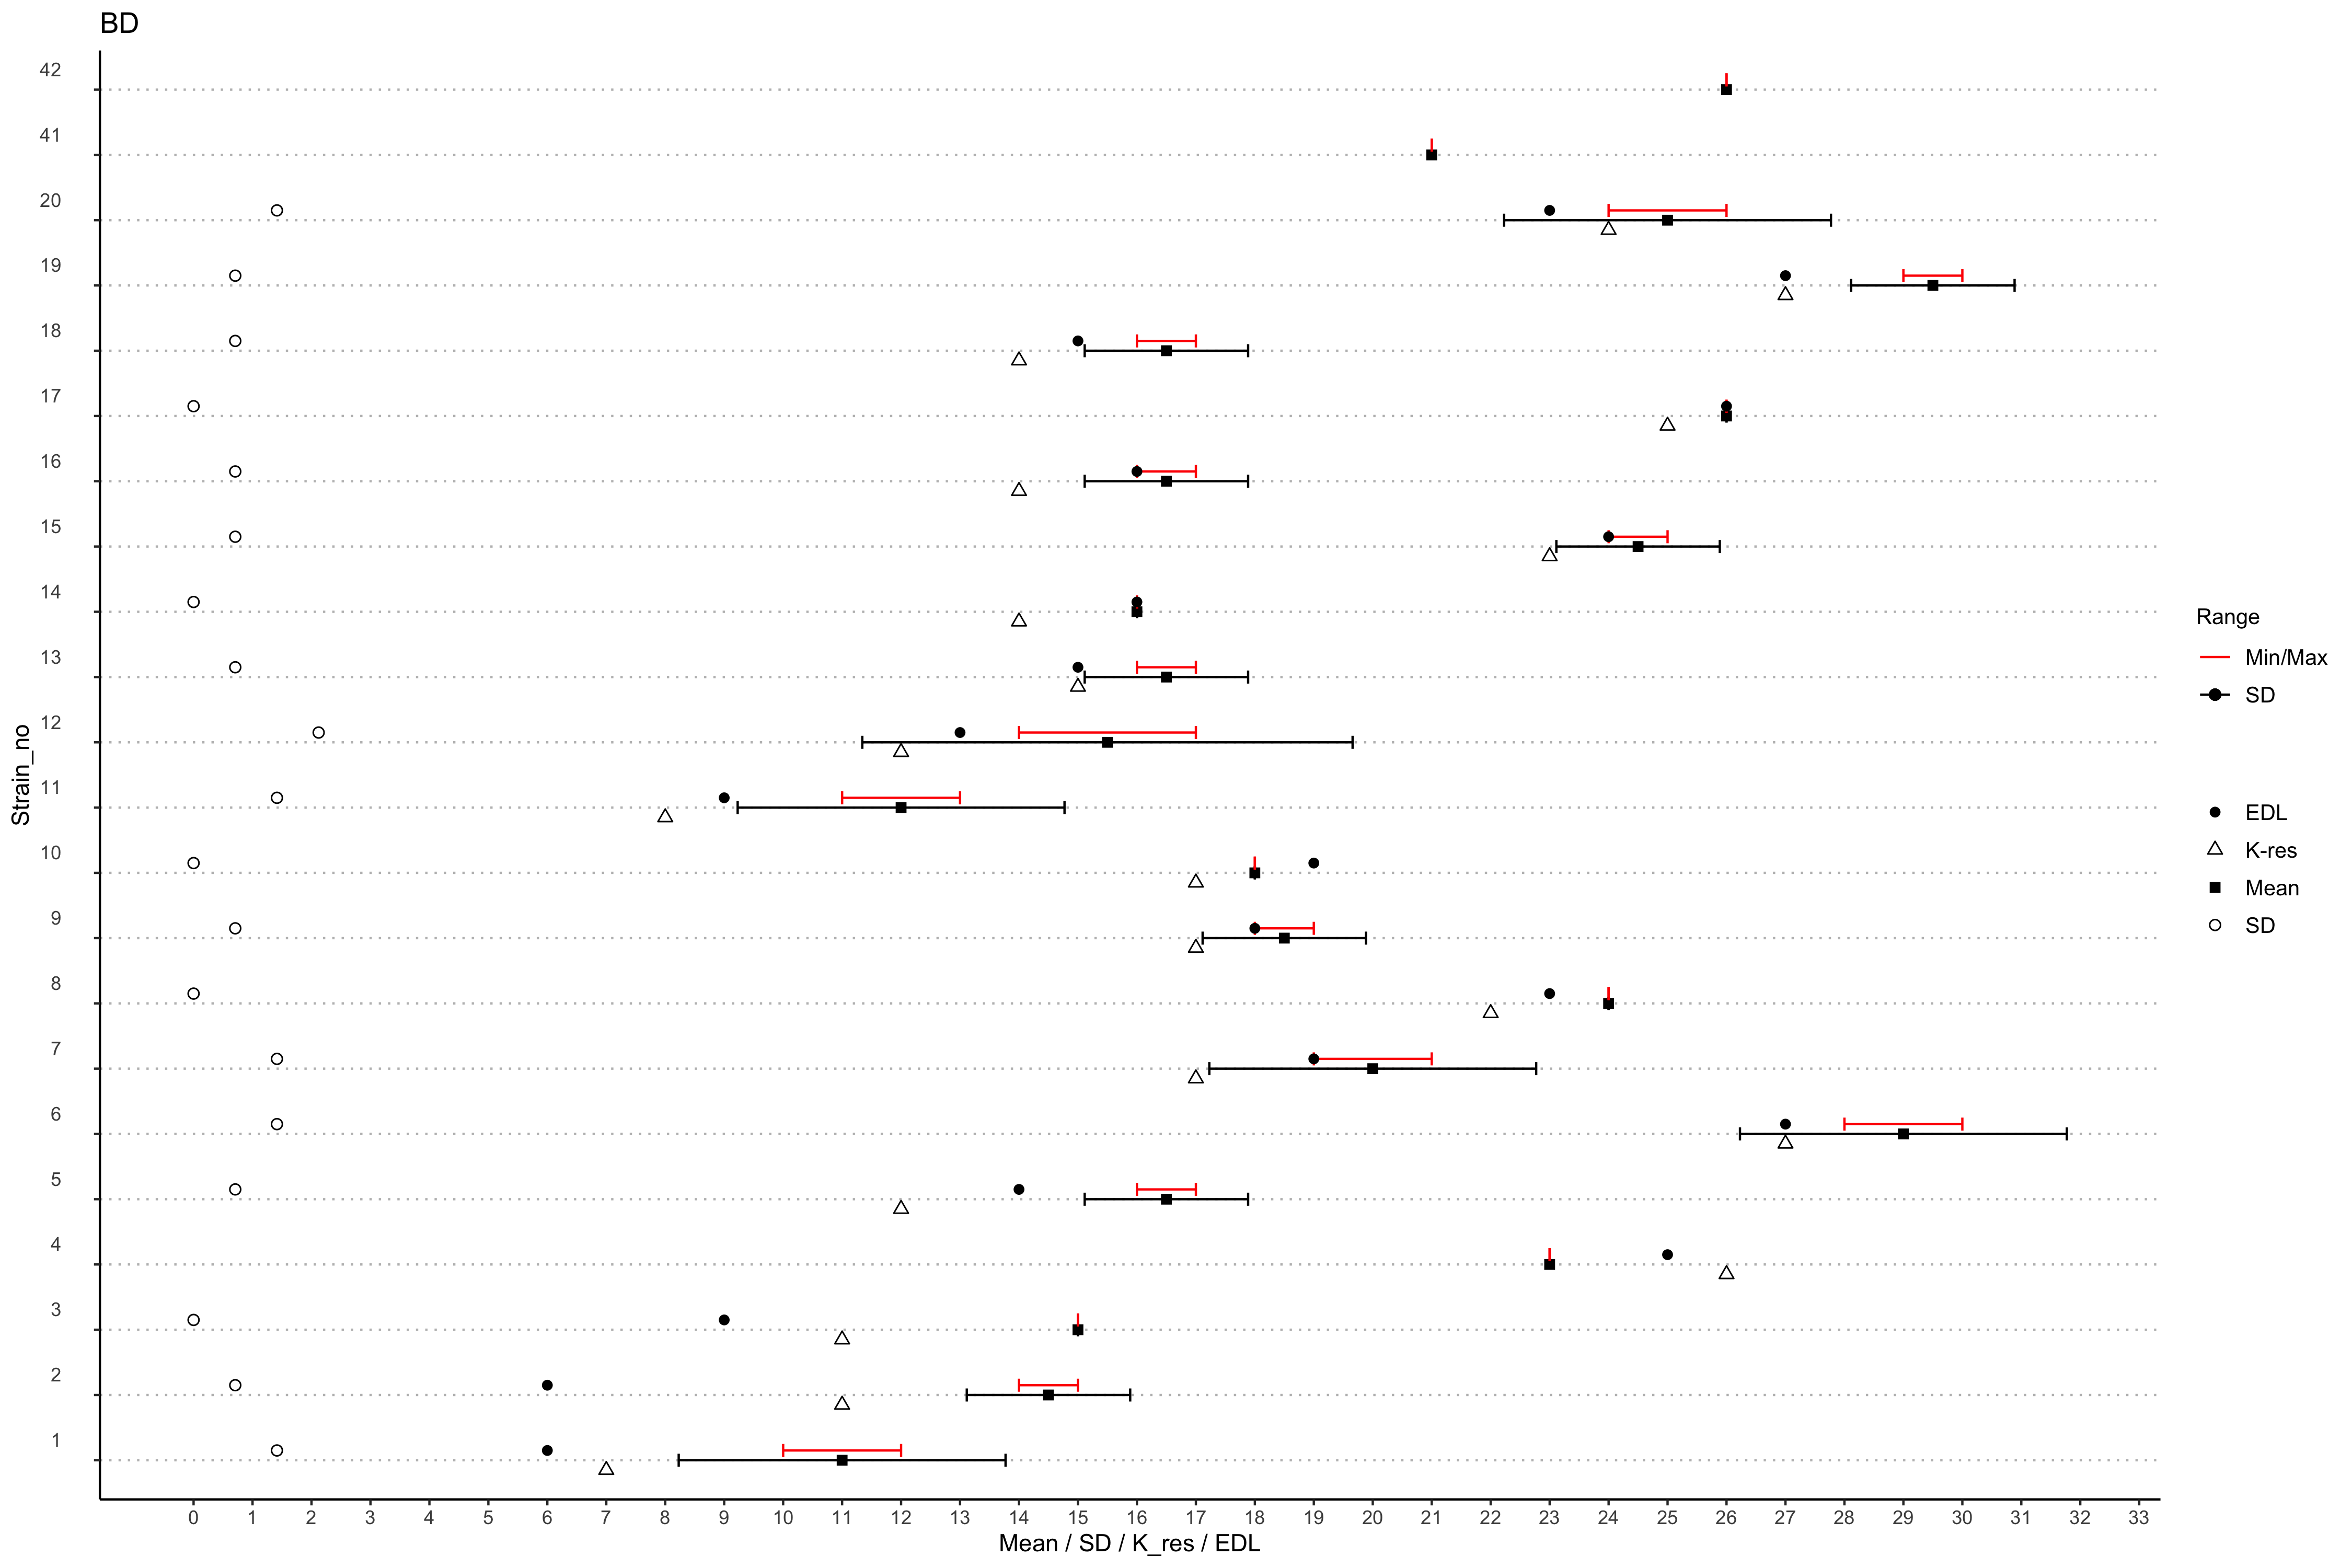 BD
42
41
20
19
18
17
16
15
14
13
12
11
10
9
8
7
6
5
4
3
2
1
Strain_no
0 1 2 3 4 5 6 7 8 9 10 11 12 13 14 15 16 17 18 19 20 21 22 23 24 25 26 27 28 29 30 31 32 33
Mean / SD / K_res / EDL
Range
Min/Max
SD
EDL
K-res
Mean
SD